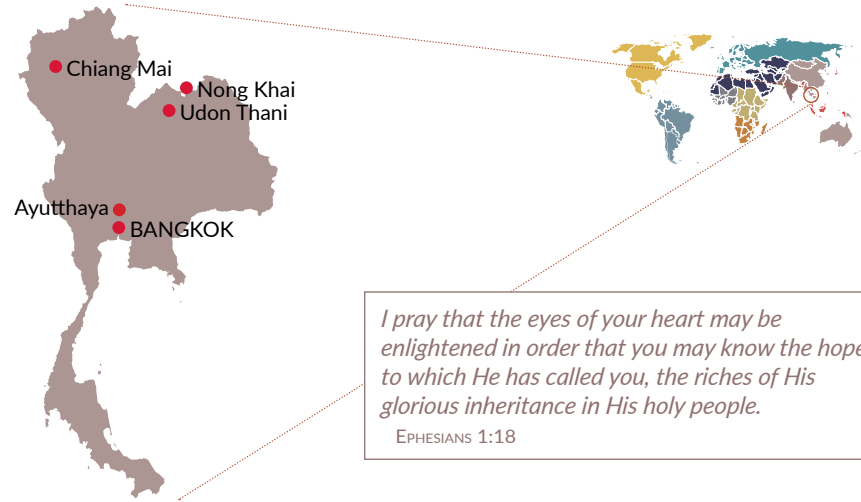 Chiang Mai
Nong Khai
Udon Thani
Ayutthaya
BANGKOK
I pray that the eyes of your heart may be
enlightened in order that you may know the hope
to which He has called you, the riches of His
glorious inheritance in His holy people.
EPHESIANS 1:18